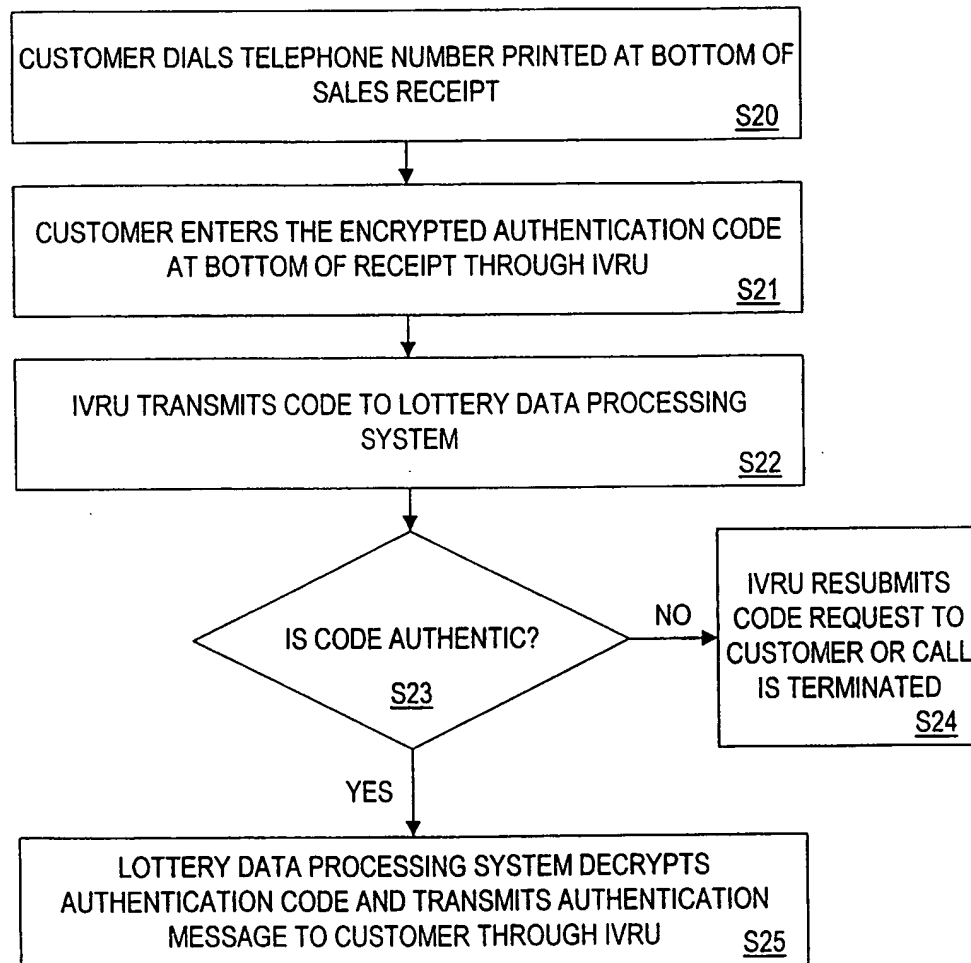 CUSTOMER DIALS TELEPHONE NUMBER PRINTED AT BOTTOM OF
SALES RECEIPT
S20
CUSTOMER ENTERS THE ENCRYPTED AUTHENTICATION CODE
AT BOTTOM OF RECEIPT THROUGH IVRU
S21
IVRU TRANSMITS CODE TO LOTTERY DATA PROCESSING
SYSTEM
S22
IS CODE AUTHENTIC?
S23
NO
IVRU RESUBMITS
CODE REQUEST TO
CUSTOMER OR CALL
IS TERMINATED
S24
YES
LOTTERY DATA PROCESSING SYSTEM DECRYPTS
AUTHENTICATION CODE AND TRANSMITS AUTHENTICATION
MESSAGE TO CUSTOMER THROUGH IVRU
S25